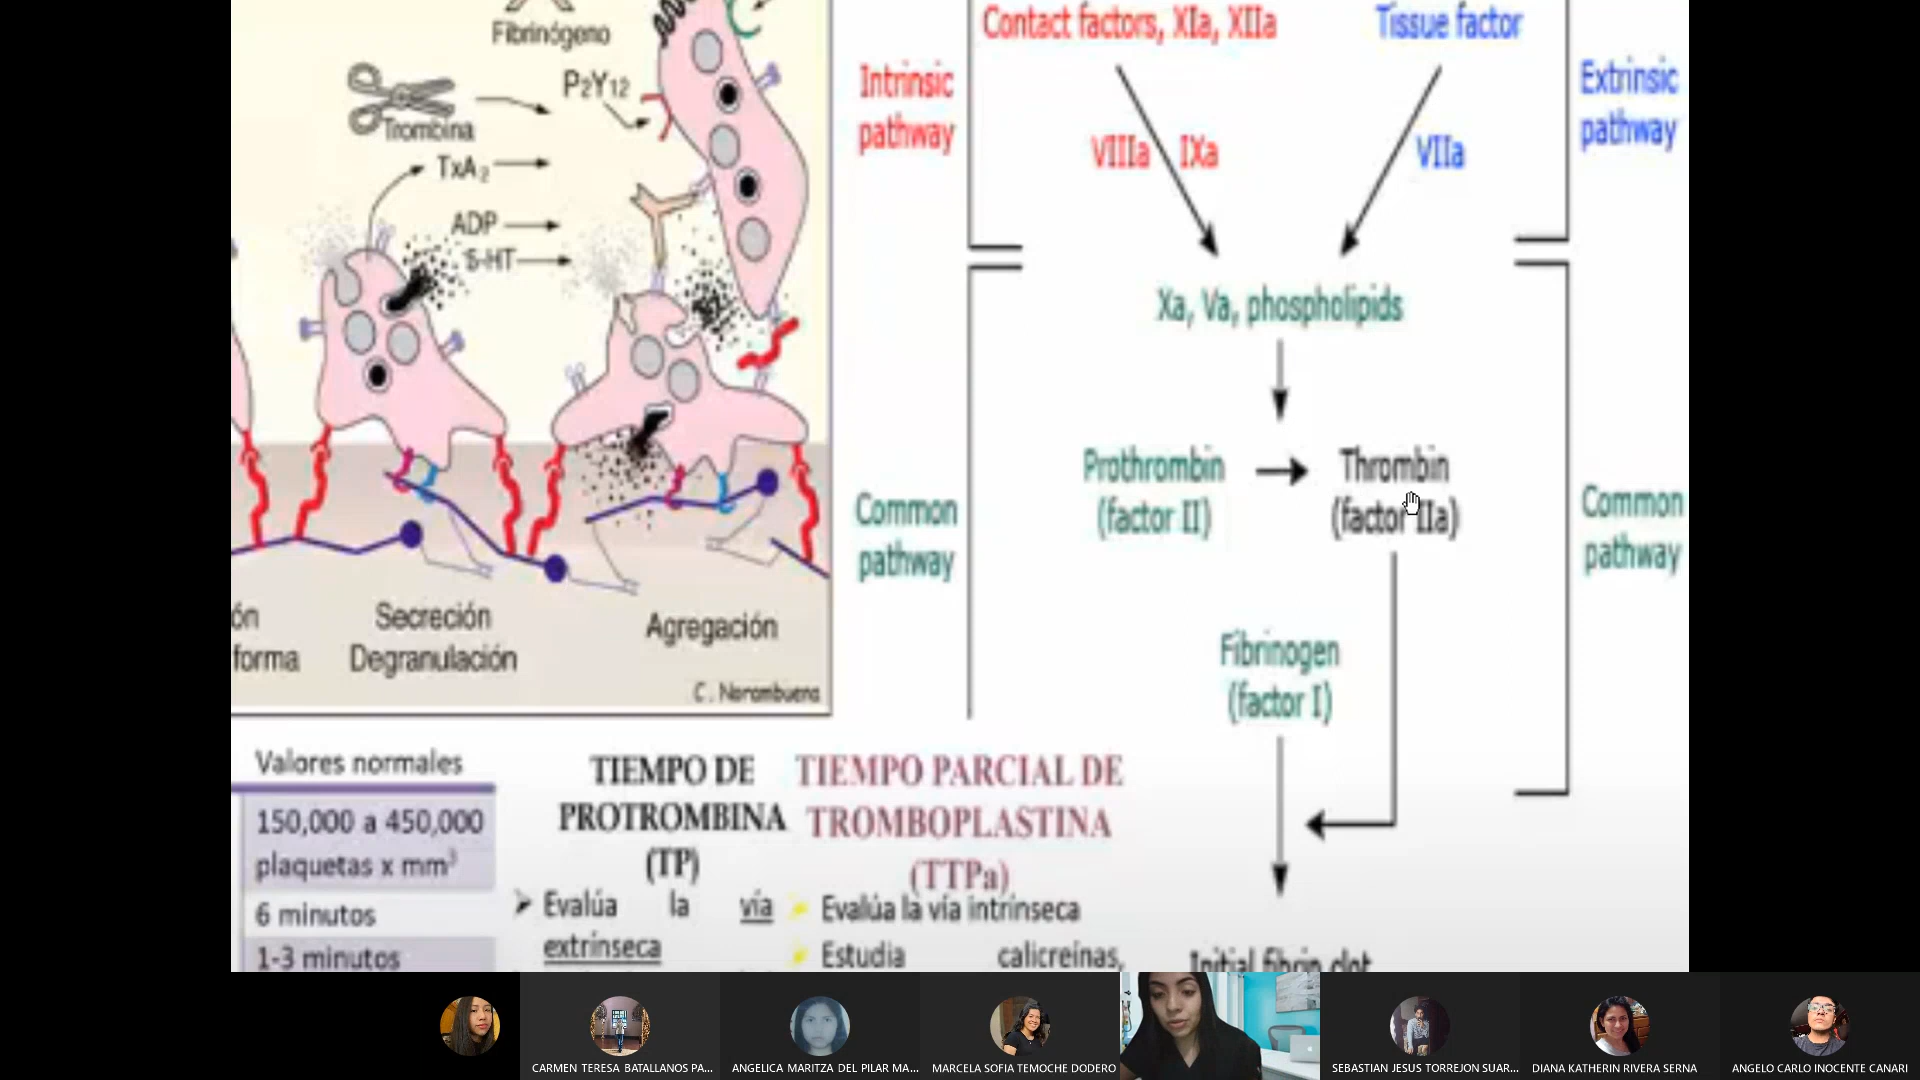 Fibrinógeno
P2Y12
Trombina
TxA2
ADP
5-HT
ón
forma
Secreción
Degranulación
Agregación
C. Narambuena
Contact factors, XIa, XIIa
Tissue factor
Intrinsic
pathway
Extrinsic
pathway
VIIIa
IXa
VIIa
Xa, Va, phospholipids
Prothrombin
(factor II)
Thrombin
(factor IIa)
Common
pathway
Common
pathway
Fibrinogen
(factor I)
Initial fibrin clot
Valores normales
150,000 a 450,000
plaquetas x mm3
6 minutos
1-3 minutos
TIEMPO DE
PROTROMBINA
(TP)
Evalúa la vía
extrínseca
TIEMPO PARCIAL DE
TROMBOPLASTINA
(TTPa)
Evalúa la vía intrínseca
Estudia calicreínas,
CARMEN TERESA BATALLANOS PA...
ANGELICA MARITZA DEL PILAR MA...
MARCELA SOFIA TEMOCHE DODERO
SEBASTIAN JESUS TORREJON SUAR...
DIANA KATHERIN RIVERA SERNA
ANGELO CARLO INOCENTE CANARI